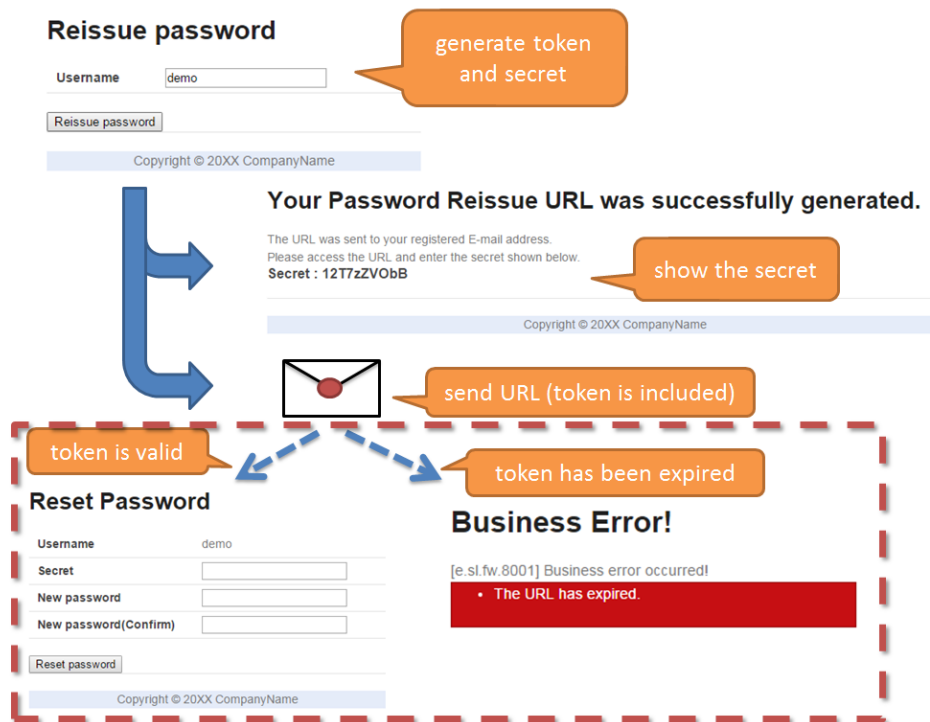 Reissue password
generate token
and secret
Username
demo
Reissue password
Copyright © 20XX CompanyName
Your Password Reissue URL was successfully generated.
The URL was sent to your registered E-mail address.
Please access the URL and enter the secret shown below.
Secret : 12T7zZVObB
show the secret
Copyright © 20XX CompanyName
send URL (token is included)
token is valid
token has been expired
Reset Password
Username
demo
Secret
New password
New password(Confirm)
Reset password
Copyright © 20XX CompanyName
Business Error!
[e.sl.fw.8001] Business error occurred!
• The URL has expired.